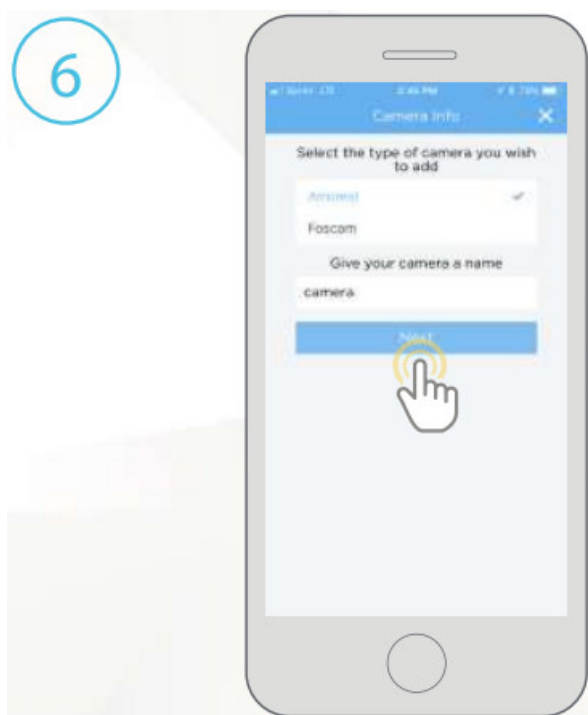 6
Camera Info
Select the type of camera you wish
to add
Amcrest
Foscam
Give your camera a name
camera
Next